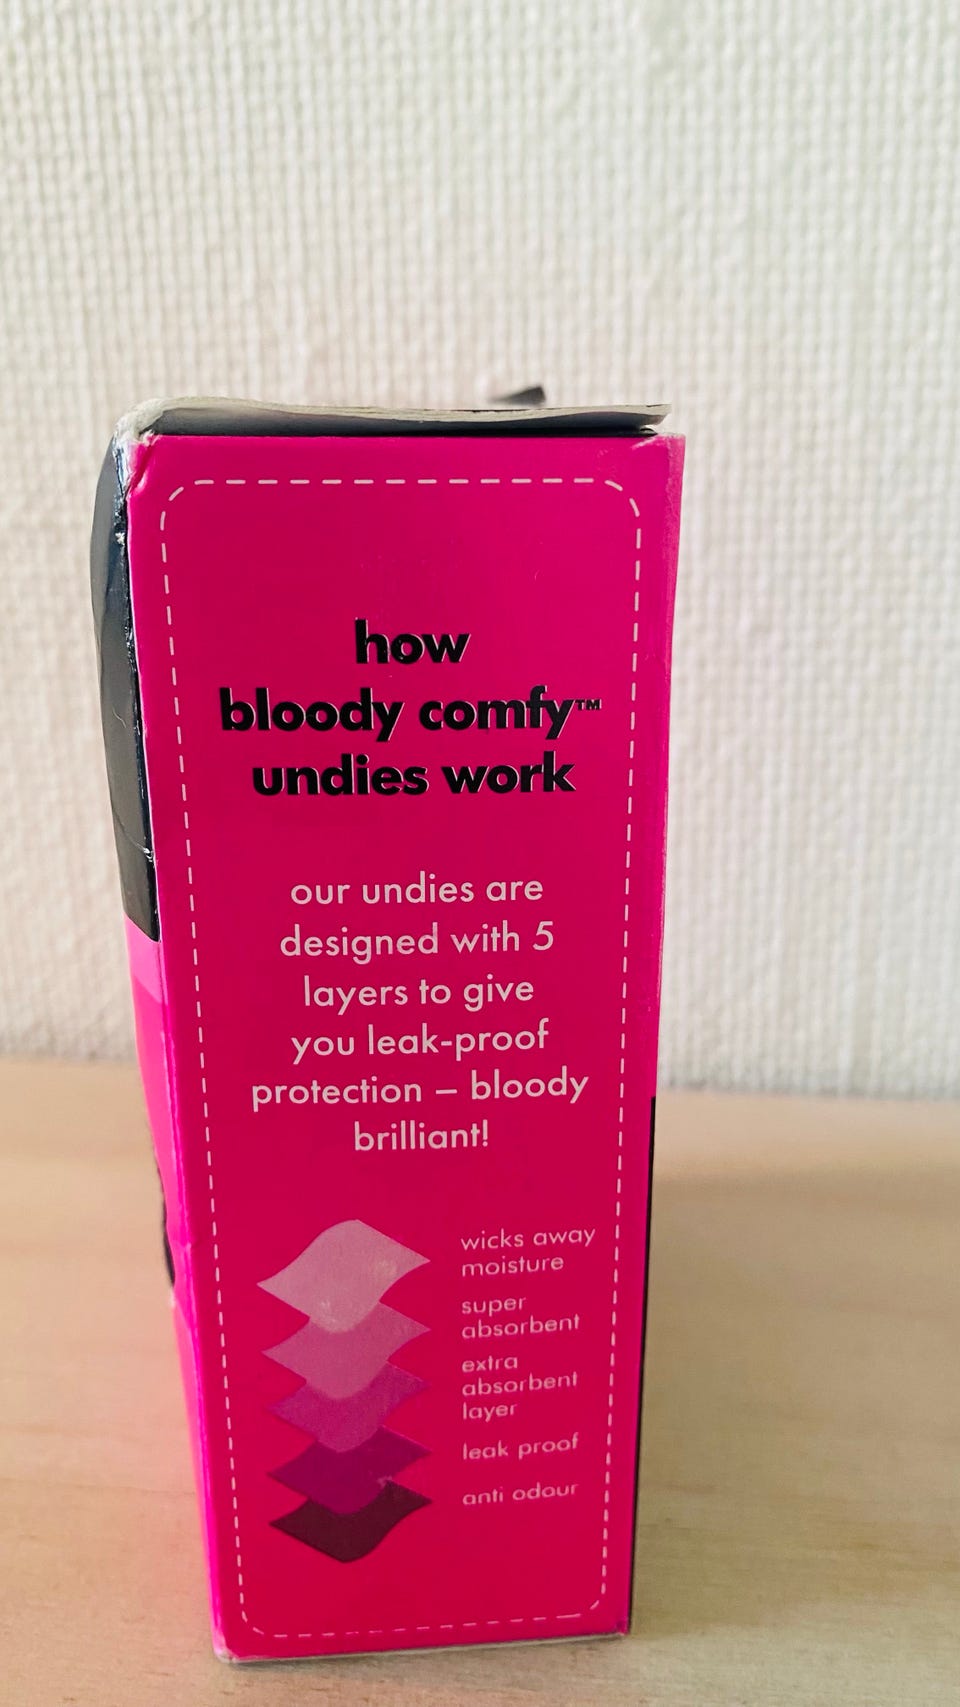 how
bloody comfy™
undies work
our undies are
designed with 5
layers to give
you leak-proof
protection – bloody
brilliant!
wicks away
moisture
super
absorbent
extra
absorbent
layer
leak proof
anti odour